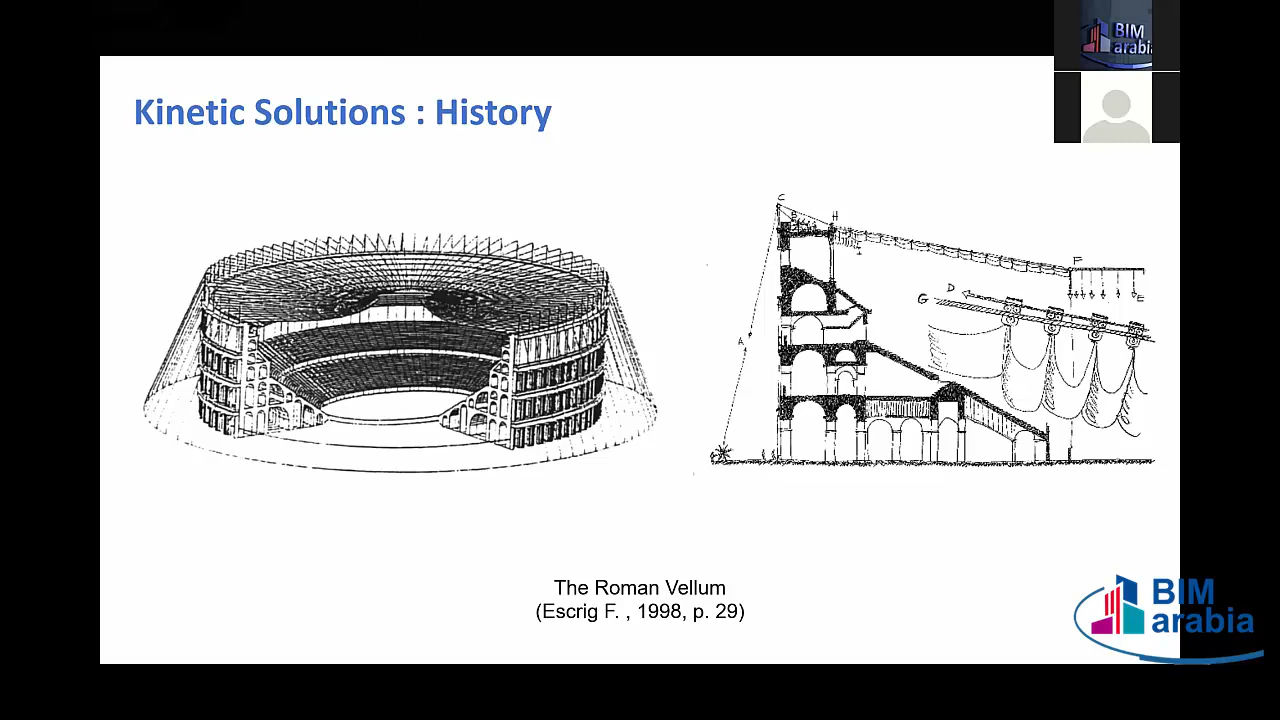 BIM
arabia
Kinetic Solutions : History
C
B
H
I
F
D
G
E
A
The Roman Vellum
(Escrig F. , 1998, p. 29)
BIM
arabia